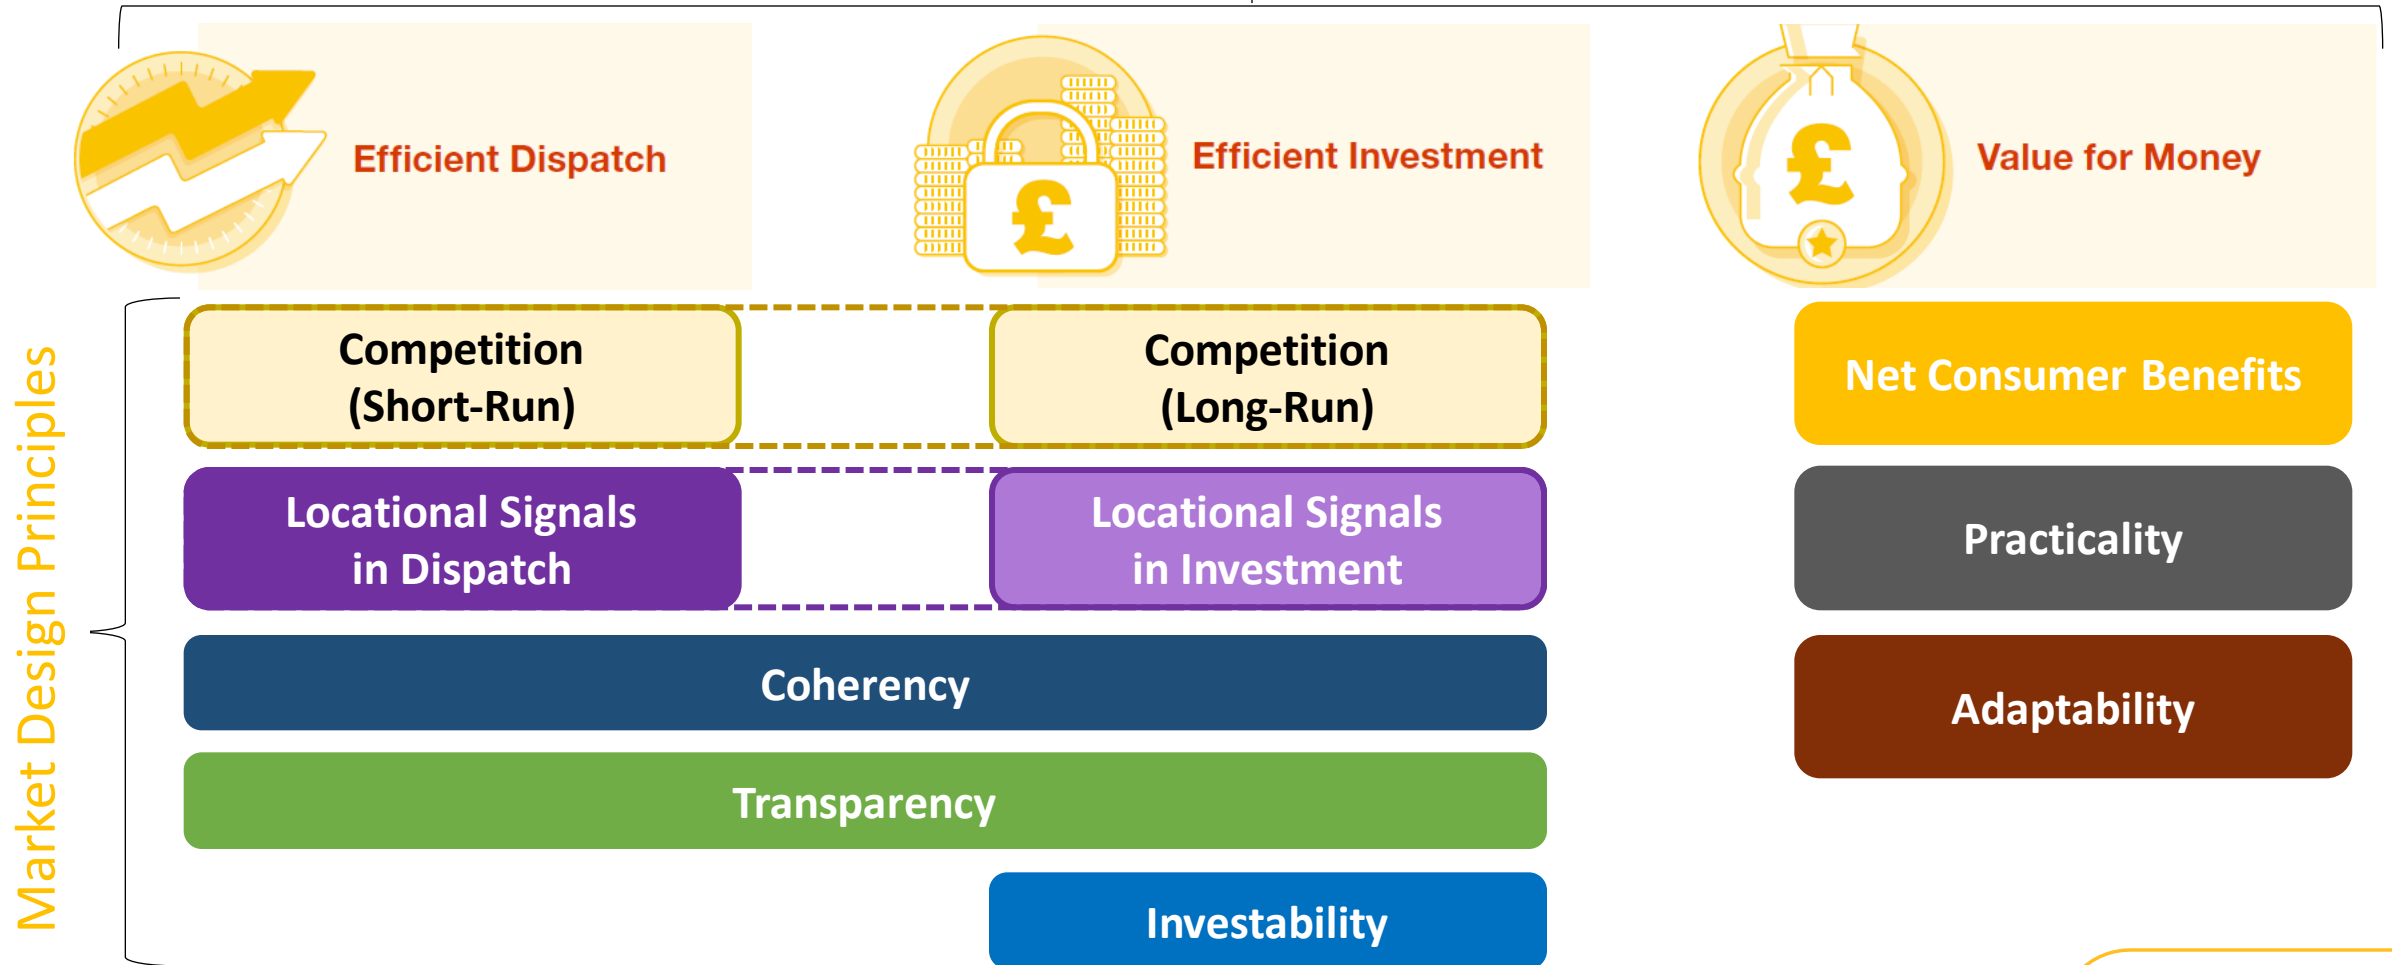 Efficient Dispatch
Efficient Investment
Value for Money
£
£
Market Design Principles
Competition
(Short-Run)
Competition
(Long-Run)
Net Consumer Benefits
Locational Signals
in Dispatch
Locational Signals
in Investment
Practicality
Coherency
Adaptability
Transparency
Investability